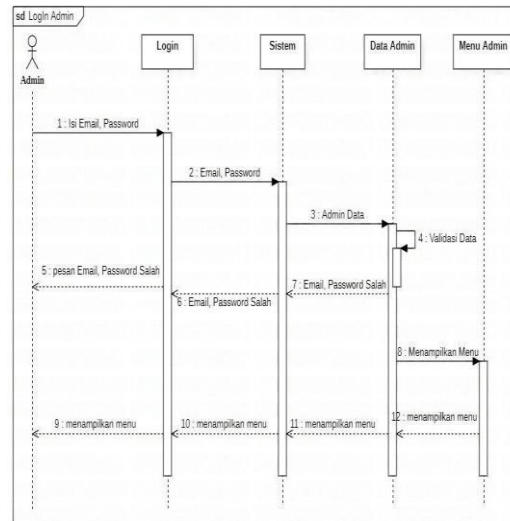 sd LogIn Admin
Admin
Login
Sistem
Data Admin
Menu Admin
1 : Isi Email, Password
2 : Email, Password
3 : Admin Data
4 : Validasi Data
5 : pesan Email, Password Salah
6 : Email, Password Salah
7 : Email, Password Salah
8 : Menampilkan Menu
9 : menampilkan menu
10 : menampilkan menu
11 : menampilkan menu
12 : menampilkan menu